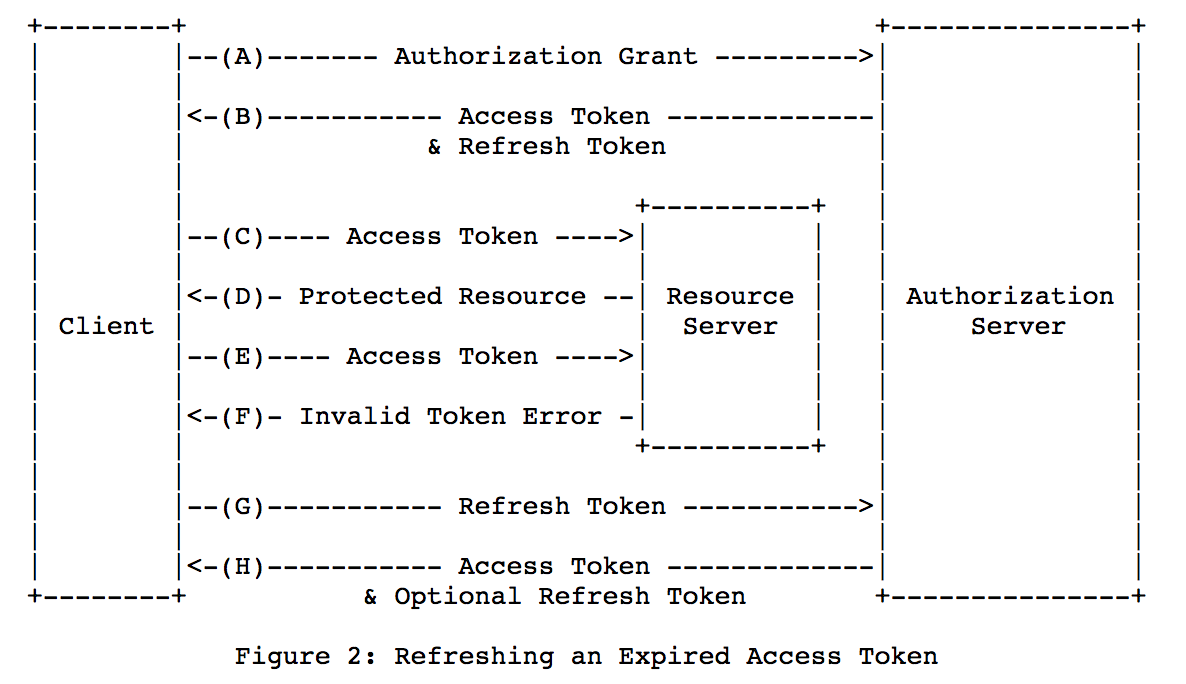 +--------+                                           +---------------+
|        |--(A)------- Authorization Grant --------->|               |
|        |                                           |               |
|        |<-(B)----------- Access Token -------------|               |
|        |               & Refresh Token             |               |
|        |                                           |               |
|        |                            +----------+   |               |
|        |--(C)---- Access Token ---->|          |   |               |
|        |                            |          |   |               |
|        |<-(D)- Protected Resource --| Resource |   | Authorization |
| Client |                            |  Server  |   |     Server    |
|        |--(E)---- Access Token ---->|          |   |               |
|        |                            |          |   |               |
|        |<-(F)- Invalid Token Error -|          |   |               |
|        |                            +----------+   |               |
|        |                                           |               |
|        |--(G)----------- Refresh Token ----------->|               |
|        |                                           |               |
|        |<-(H)----------- Access Token -------------|               |
+--------+           & Optional Refresh Token        +---------------+
Figure 2: Refreshing an Expired Access Token